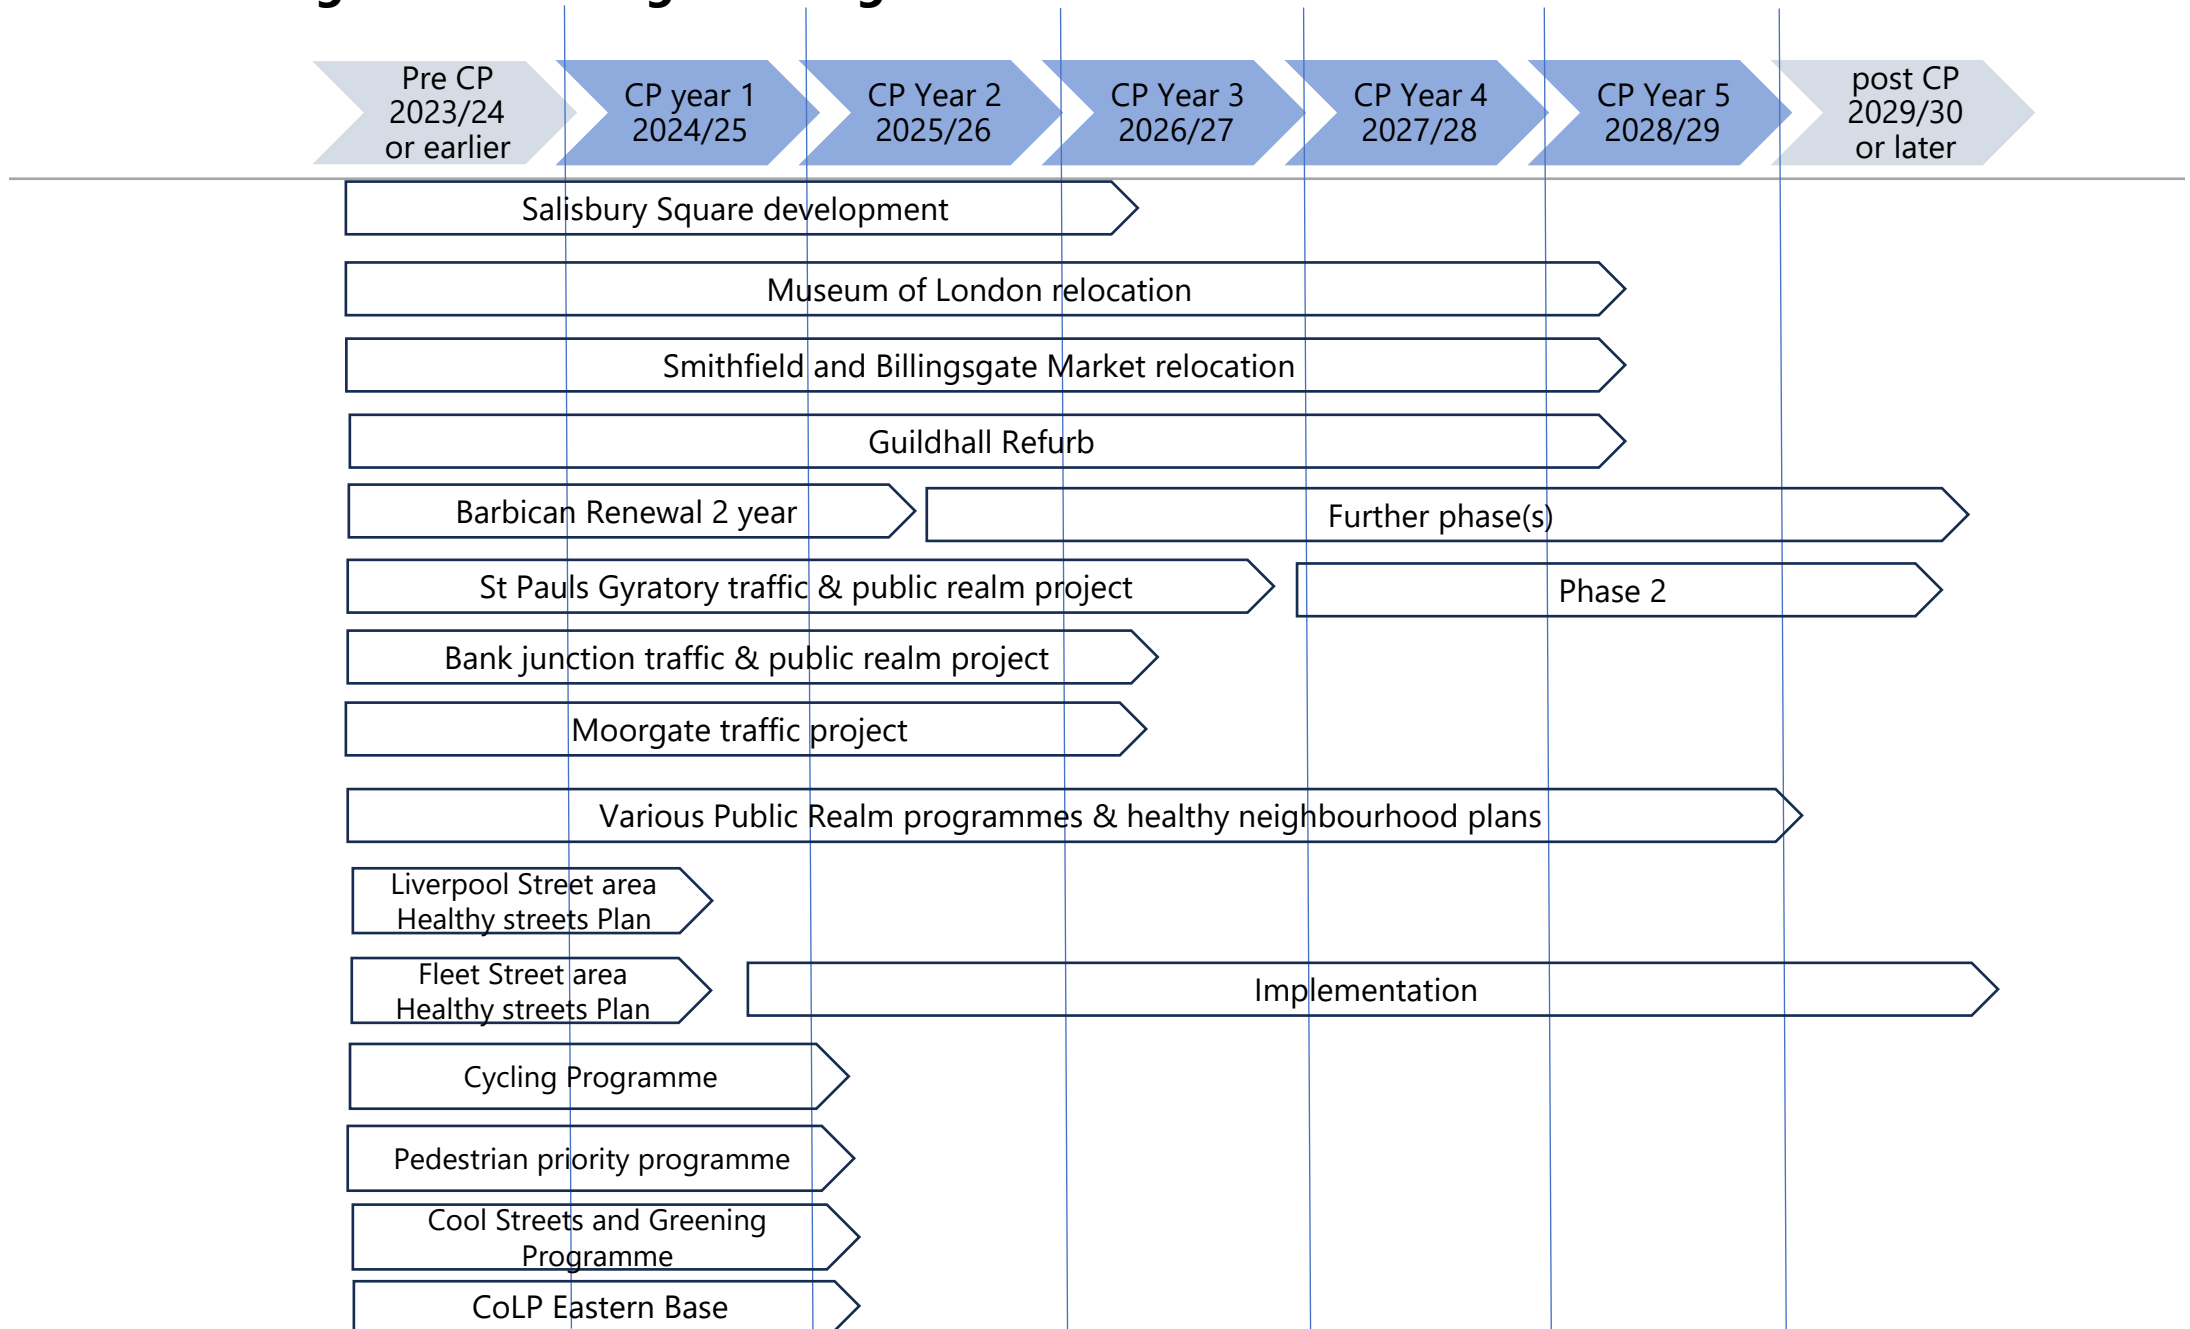 Pre CP
2023/24
or earlier
CP year 1
2024/25
CP Year 2
2025/26
CP Year 3
2026/27
CP Year 4
2027/28
CP Year 5
2028/29
post CP
2029/30
or later
Salisbury Square development
Museum of London relocation
Smithfield and Billingsgate Market relocation
Guildhall Refurb
Barbican Renewal 2 year
Further phase(s)
St Pauls Gyratory traffic & public realm project
Phase 2
Bank junction traffic & public realm project
Moorgate traffic project
Various Public Realm programmes & healthy neighbourhood plans
Liverpool Street area
Healthy streets Plan
Fleet Street area
Healthy streets Plan
Implementation
Cycling Programme
Pedestrian priority programme
Cool Streets and Greening
Programme
CoLP Eastern Base